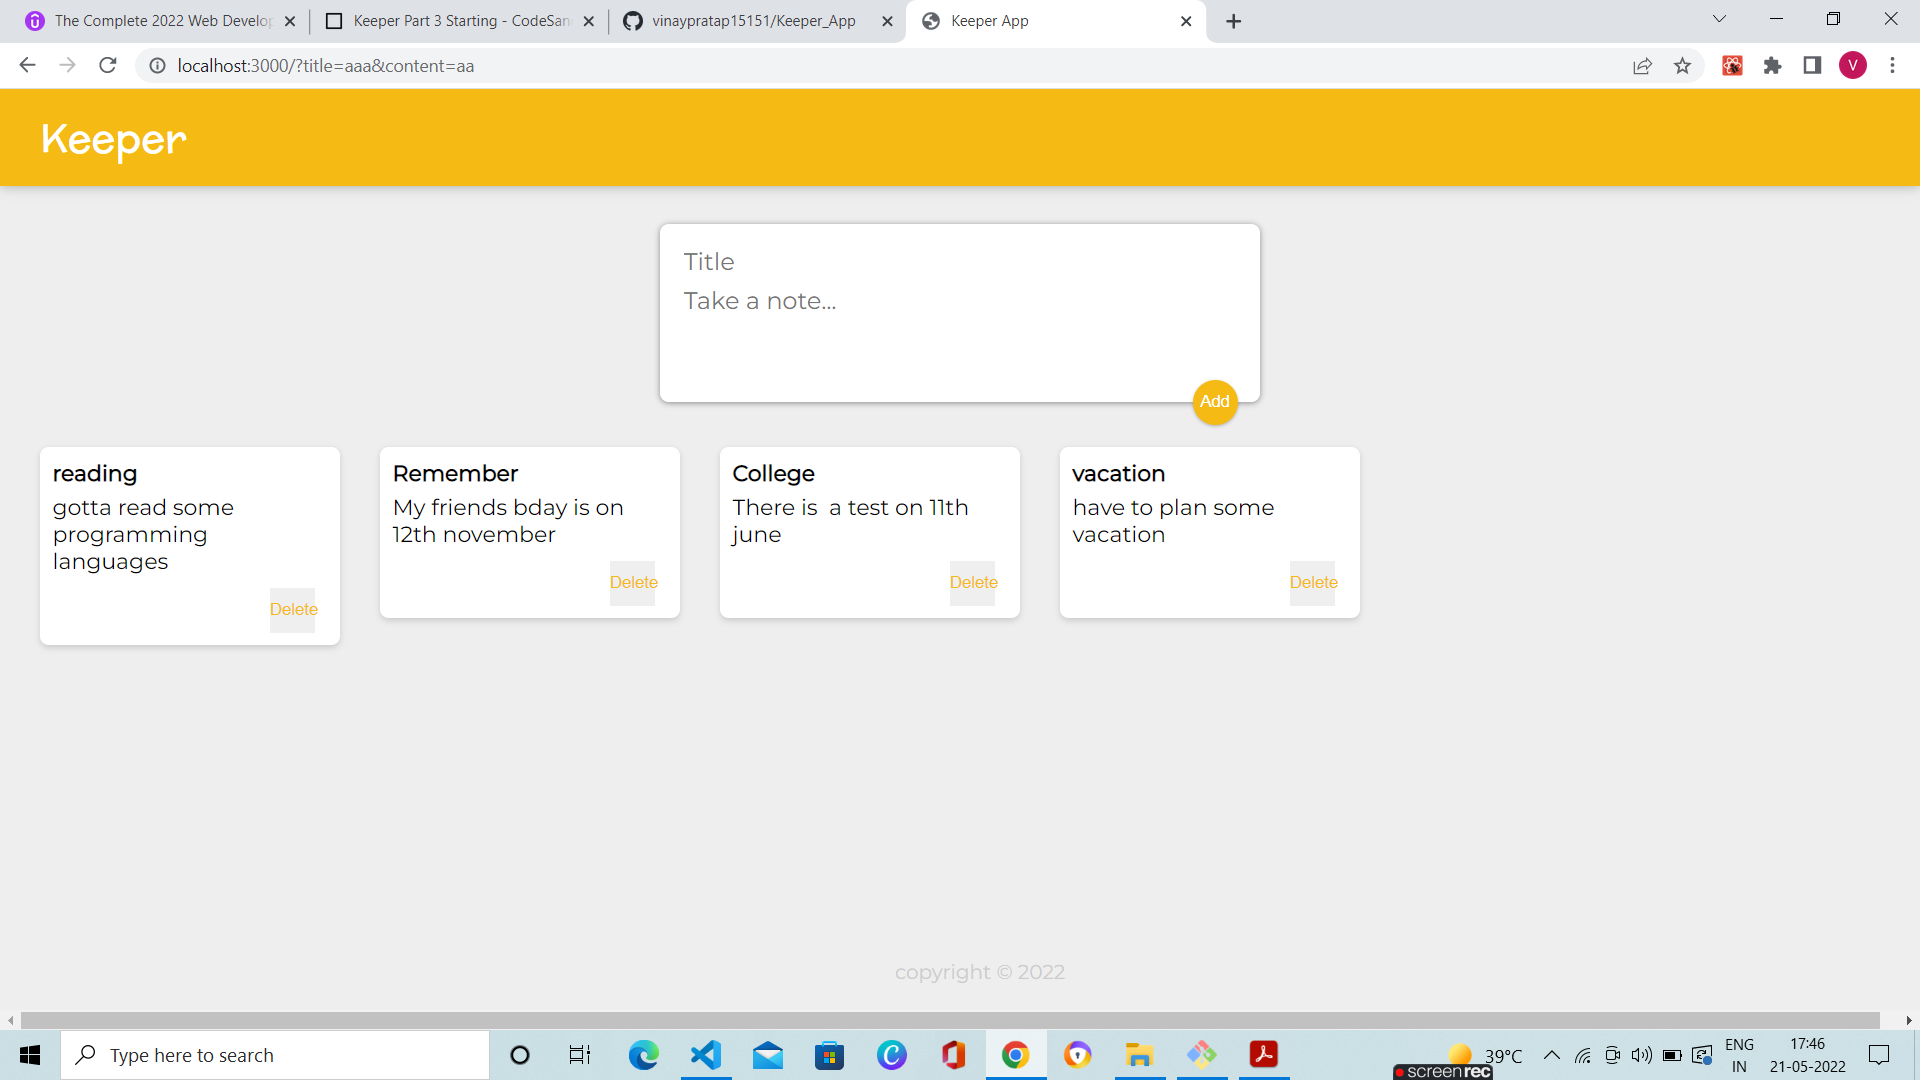 The Complete 2022 Web Develop
Keeper Part 3 Starting - CodeSan
vinaypratap15151/Keeper_App
Keeper App
localhost:3000/?title=aaa&content=aa
V
Keeper
Title
Take a note...
Add
reading
gotta read some
programming
languages
Delete
Remember
My friends bday is on
12th november
Delete
College
There is  a test on 11th
june
Delete
vacation
have to plan some
vacation
Delete
copyright © 2022
Type here to search
screenrec
39°C
ENG
IN
17:46
21-05-2022